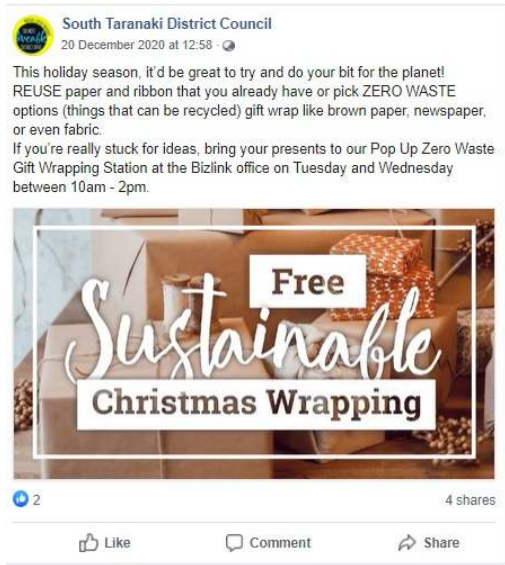 South Taranaki District Council
20 December 2020 at 12:58 ·
This holiday season, it'd be great to try and do your bit for the planet!
REUSE paper and ribbon that you already have or pick ZERO WASTE
options (things that can be recycled) gift wrap like brown paper, newspaper,
or even fabric.
If you're really stuck for ideas, bring your presents to our Pop Up Zero Waste
Gift Wrapping Station at the Bizlink office on Tuesday and Wednesday
between 10am - 2pm.
Free
Sustainable
Christmas Wrapping
2
4 shares
Like
Comment
Share